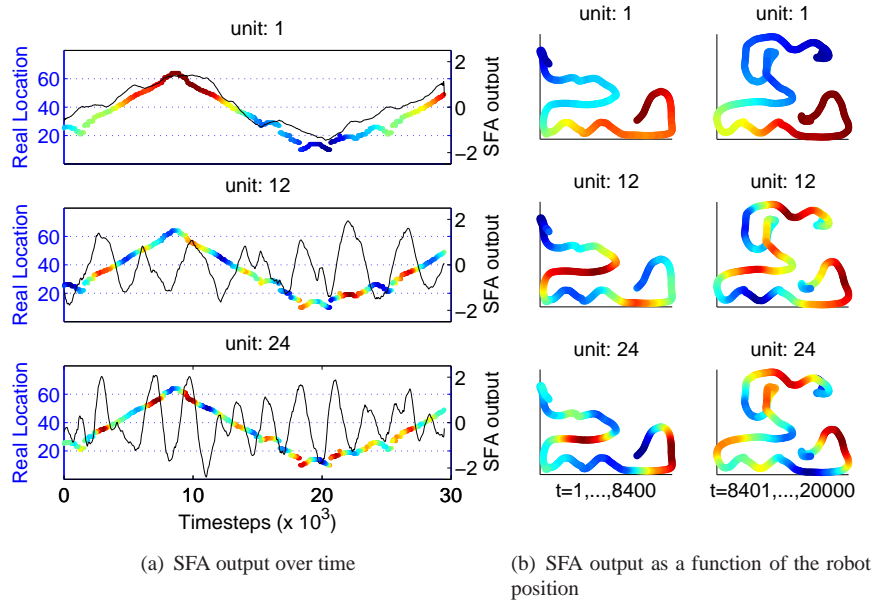 unit: 1
Real Location
60
40
20
2
0
−2
SFA output
unit: 12
Real Location
60
40
20
2
0
−2
SFA output
unit: 24
Real Location
60
40
20
2
0
−2
SFA output
0 10 20 30
Timesteps (x 10^3)
(a) SFA output over time
unit: 1 unit: 1
unit: 12 unit: 12
unit: 24 unit: 24
t=1,...,8400 t=8401,...,20000
(b) SFA output as a function of the robot
position